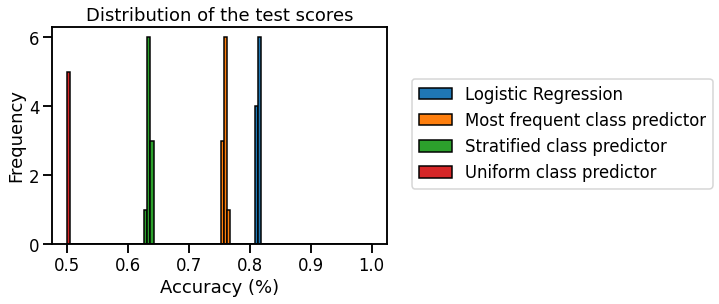 Distribution of the test scores
Frequency
6
4
2
0
0.5 0.6 0.7 0.8 0.9 1.0
Accuracy (%)
Logistic Regression
Most frequent class predictor
Stratified class predictor
Uniform class predictor